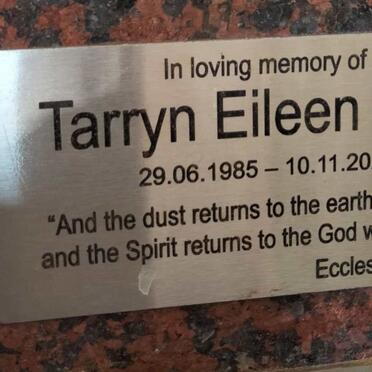 In loving memory of
Tarryn Eileen
29.06.1985 – 10.11.20
"And the dust returns to the earth
and the Spirit returns to the God